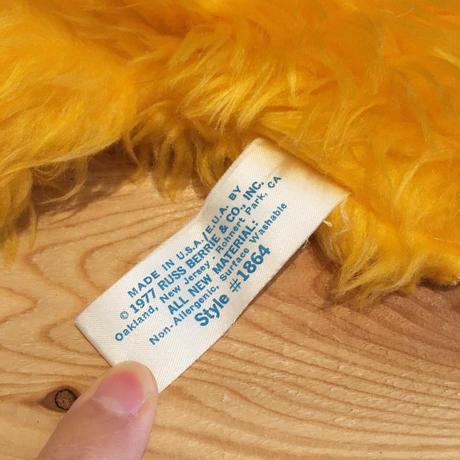 MADE IN U.S.A./E.U.A. BY
© 1977 RUSS BERRIE & CO., INC.
Oakland, New Jersey, Rohnert Park, CA
ALL NEW MATERIAL:
Non-Allergenic, Surface Washable
Style #1864